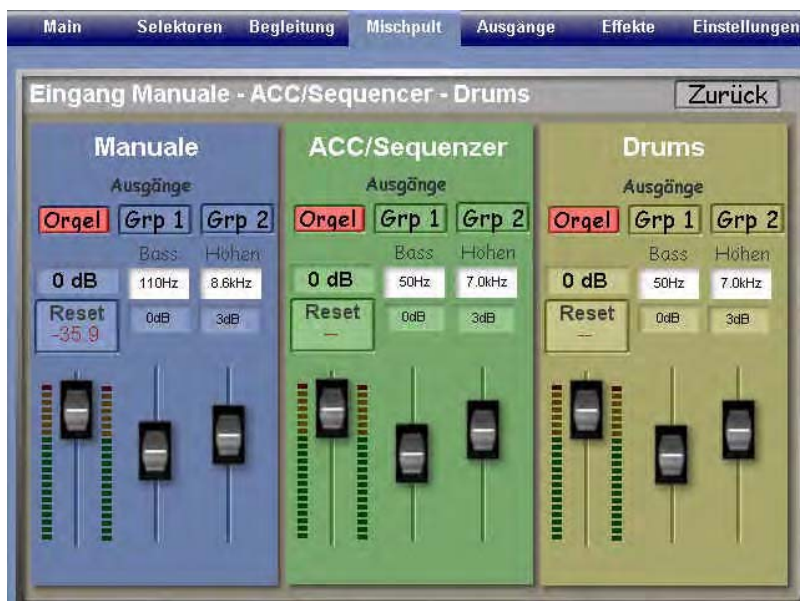 Main Selektoren Begleitung Mischpult Ausgange Effekte Einstellungen
Eingang Manuale - ACC/Sequencer - Drums Zurück
Manuale ACC/Sequenzer Drums
Ausgänge Ausgänge Ausgänge
Orgel Grp 1 Grp 2 Orgel Grp 1 Grp 2 Orgel Grp 1 Grp 2
Bass Höhen Bass Höhen Bass Höhen
0 dB 110Hz 8.6kHz 0 dB 50Hz 7.0kHz 0 dB 50Hz 7.0kHz
Reset 0dB 3dB Reset 0dB 3dB Reset 0dB 3dB
-35.9 --- ---